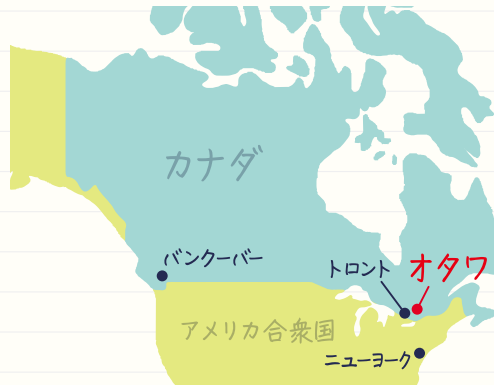 カナダ
バンクーバー
トロント
オタワ
アメリカ合衆国
ニューヨーク